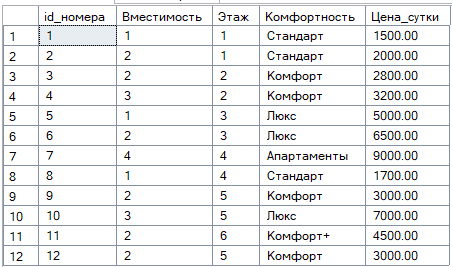 id_номера Вместимость Этаж Комфортность Цена_сутки
1 1 1 1 Стандарт 1500.00
2 2 2 1 Стандарт 2000.00
3 3 2 2 Комфорт 2800.00
4 4 3 2 Комфорт 3200.00
5 5 1 3 Люкс 5000.00
6 6 2 3 Люкс 6500.00
7 7 4 4 Апартаменты 9000.00
8 8 1 4 Стандарт 1700.00
9 9 2 5 Комфорт 3000.00
10 10 3 5 Люкс 7000.00
11 11 2 6 Комфорт+ 4500.00
12 12 2 5 Комфорт 3000.00